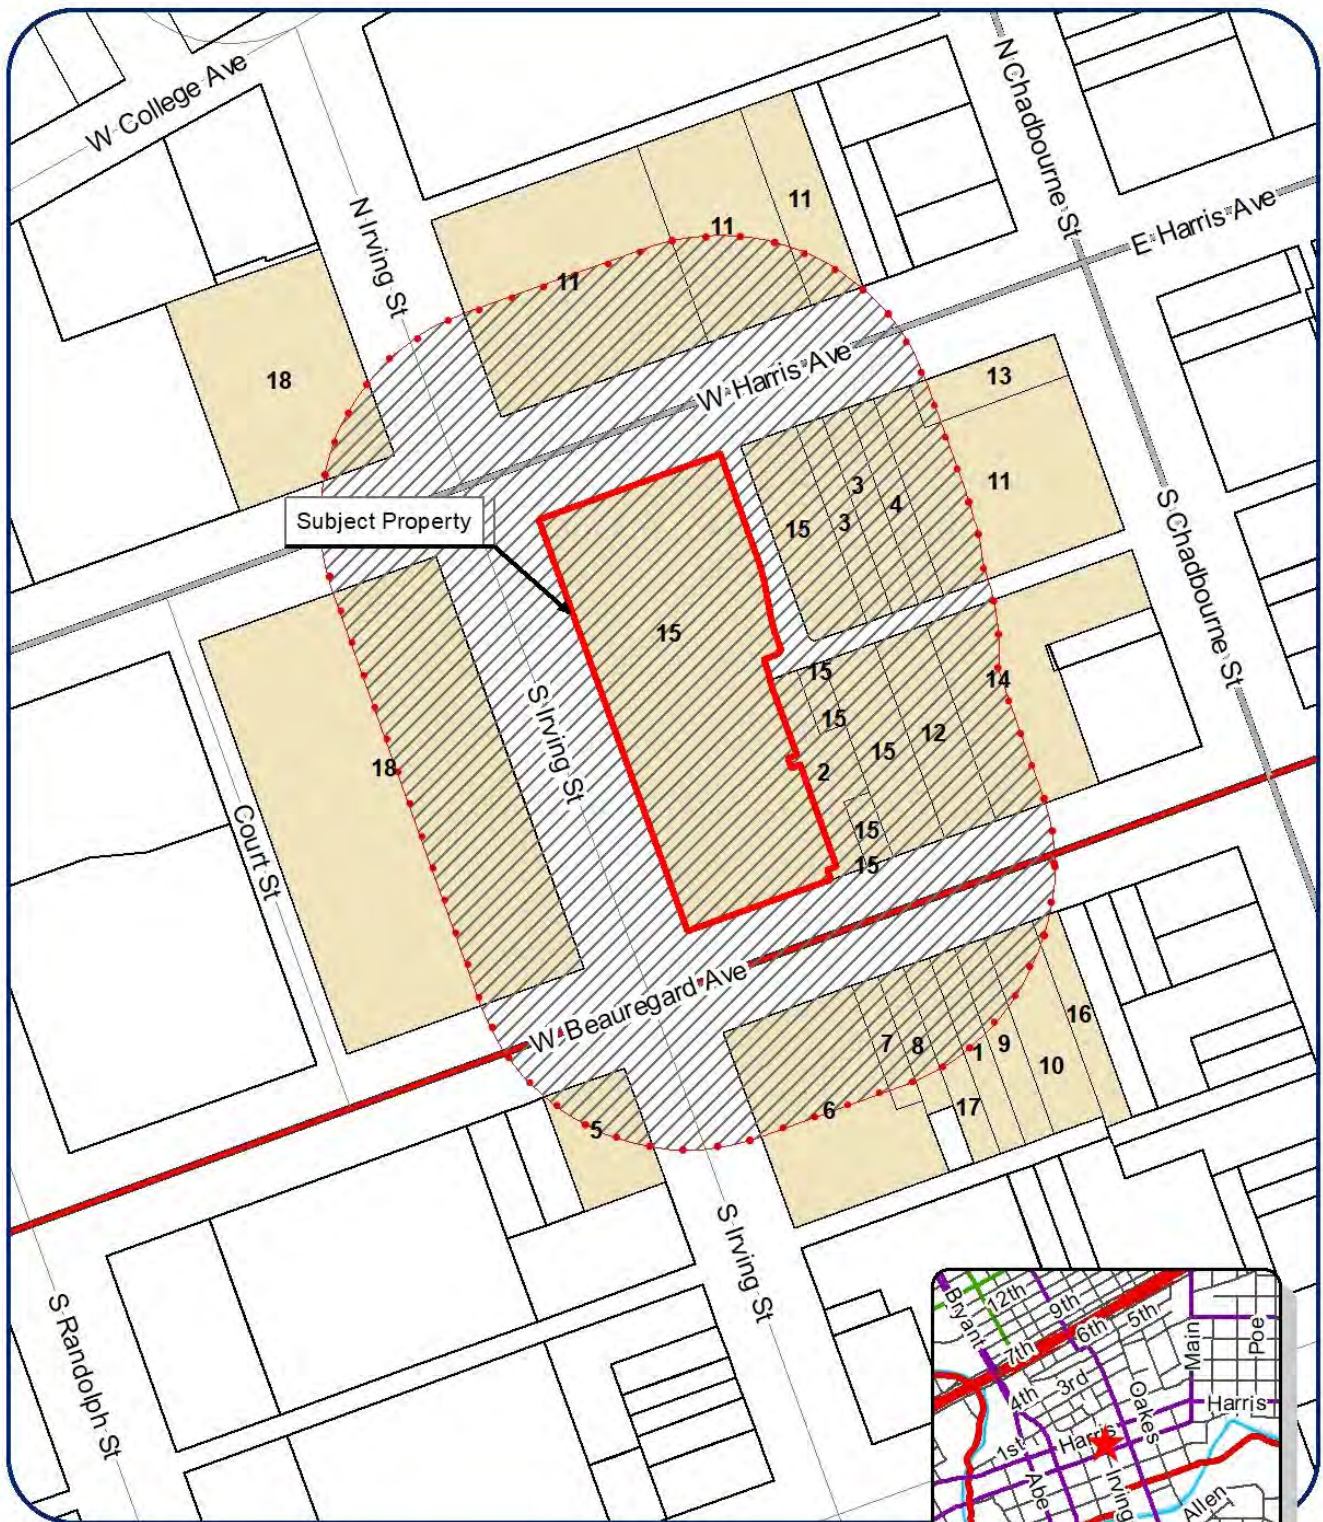 W College Ave
N Chadbourne St
N Irving St
11
11
E Harris Ave
11
18
W Harris Ave
13
3
11
4
Subject Property
15
3
15
S Chadbourne St
15
14
S Irving St
15
12
15
18
2
Court St
15
15
W Beauregard Ave
16
7
8
1
9
10
6
17
5
S Irving St
S Randolph St
Bryant
12th
9th
5th
6th
Main
Poe
7th
3rd
4th
Oakes
Harris
Harris
1st
Abe
Irving
Allen